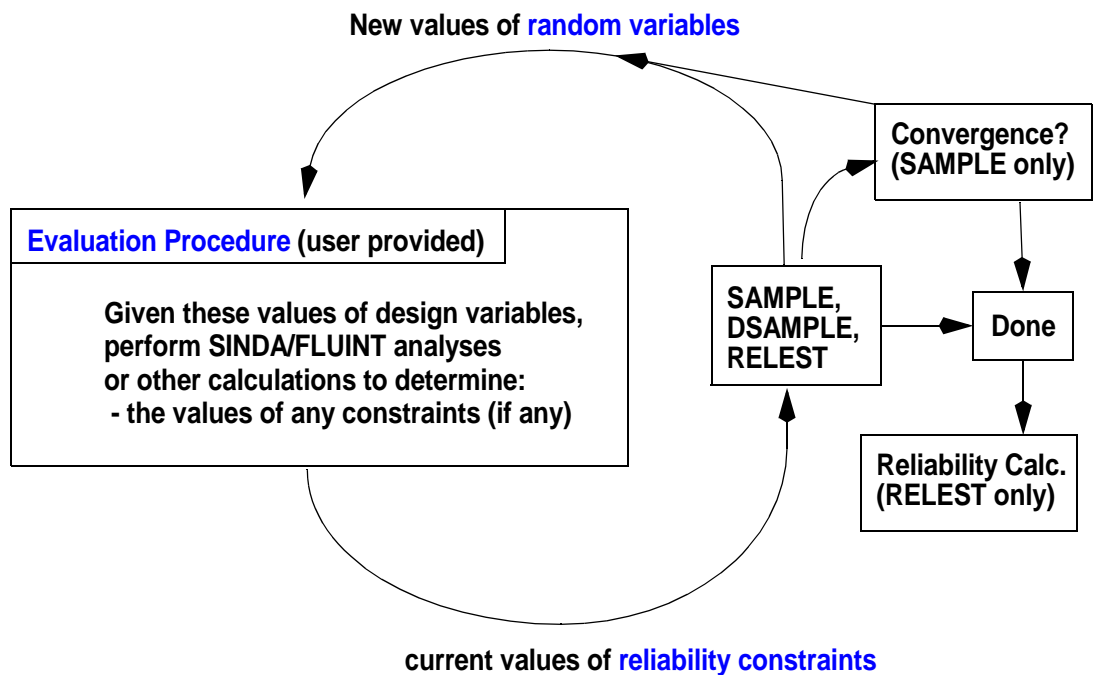 New values of random variables
Convergence?
(SAMPLE only)
Evaluation Procedure (user provided)
Given these values of design variables,
perform SINDA/FLUINT analyses
or other calculations to determine:
- the values of any constraints (if any)
SAMPLE,
DSAMPLE,
RELEST
Done
Reliability Calc.
(RELEST only)
current values of reliability constraints